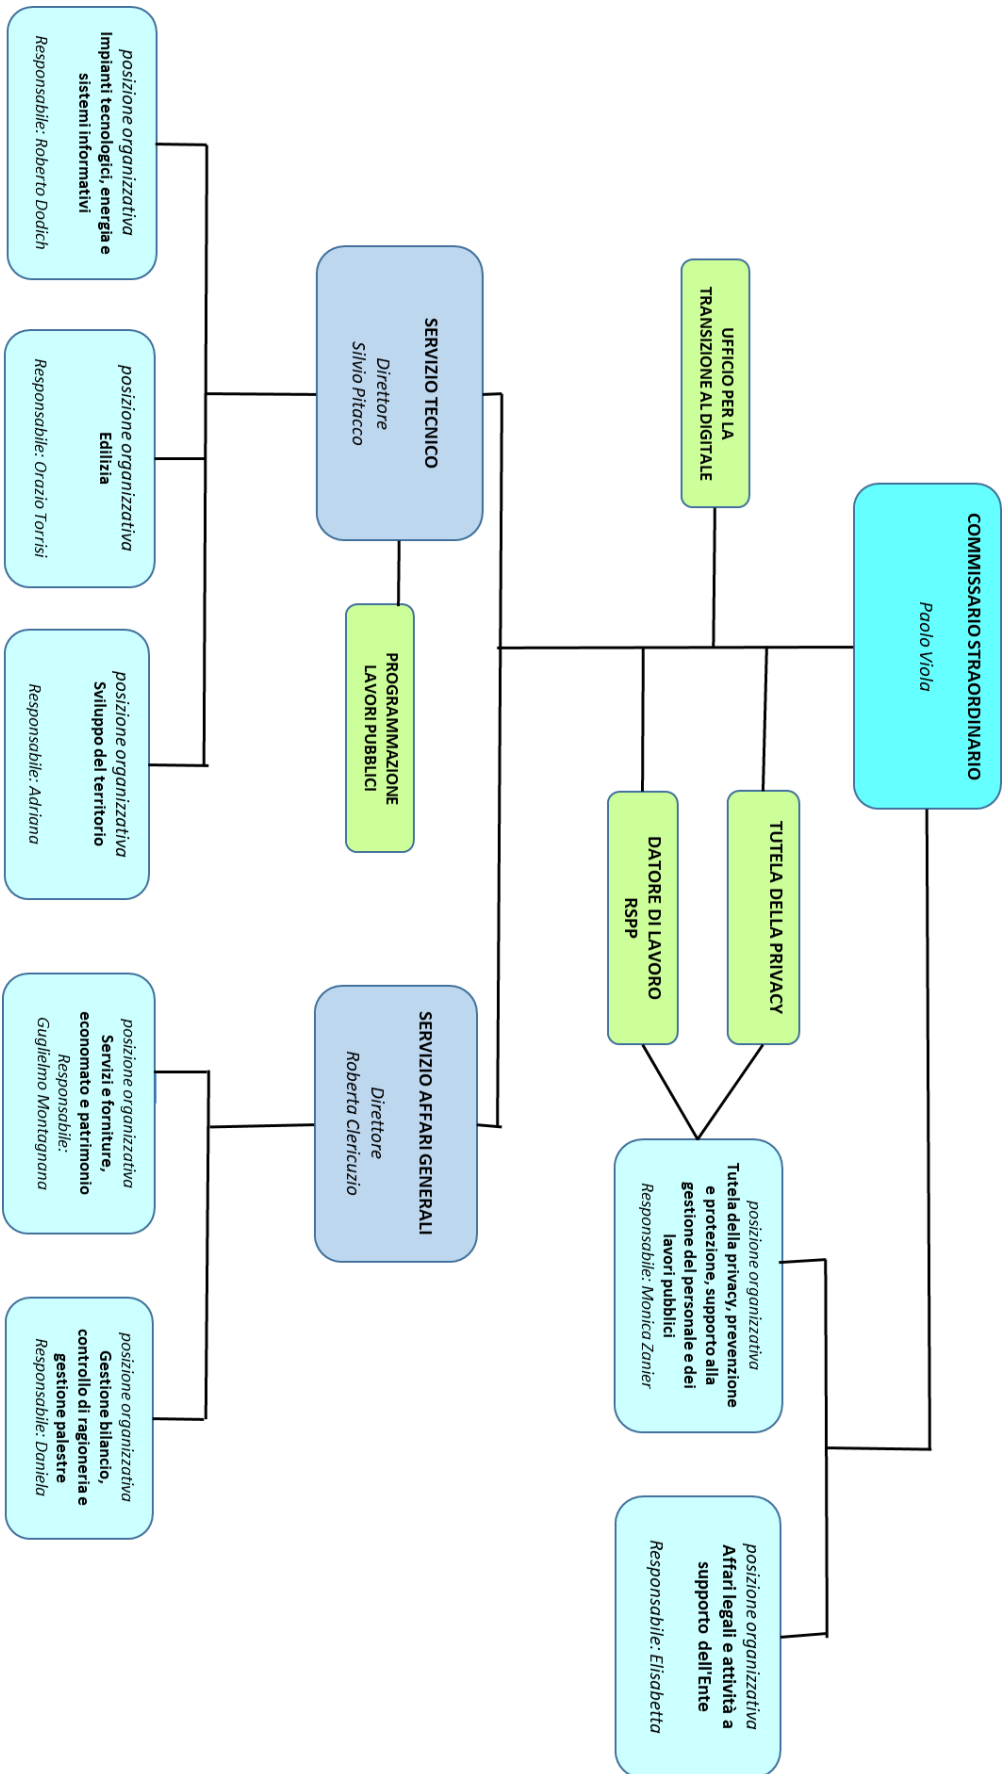 COMMISSARIO STRAORDINARIO
Paolo Viola
UFFICIO PER LA
TRANSIZIONE AL DIGITALE
TUTELA DELLA PRIVACY
DATORE DI LAVORO
RSPP
posizione organizzativa
Tutela della privacy, prevenzione
e protezione, supporto alla
gestione del personale e dei
lavori pubblici
Responsabile: Monica Zanier
posizione organizzativa
Affari legali e attività a
supporto dell'Ente
Responsabile: Elisabetta
SERVIZIO TECNICO
Direttore
Silvio Pitacco
PROGRAMMAZIONE
LAVORI PUBBLICI
SERVIZIO AFFARI GENERALI
Direttore
Roberta Clericuzio
posizione organizzativa
Impianti tecnologici, energia e
sistemi informativi
Responsabile: Roberto Dodich
posizione organizzativa
Edilizia
Responsabile: Orazio Torrisi
posizione organizzativa
Sviluppo del territorio
Responsabile: Adriana
posizione organizzativa
Servizi e forniture,
economato e patrimonio
Responsabile:
Guglielmo Montagnana
posizione organizzativa
Gestione bilancio,
controllo di ragioneria e
gestione palestre
Responsabile: Daniela